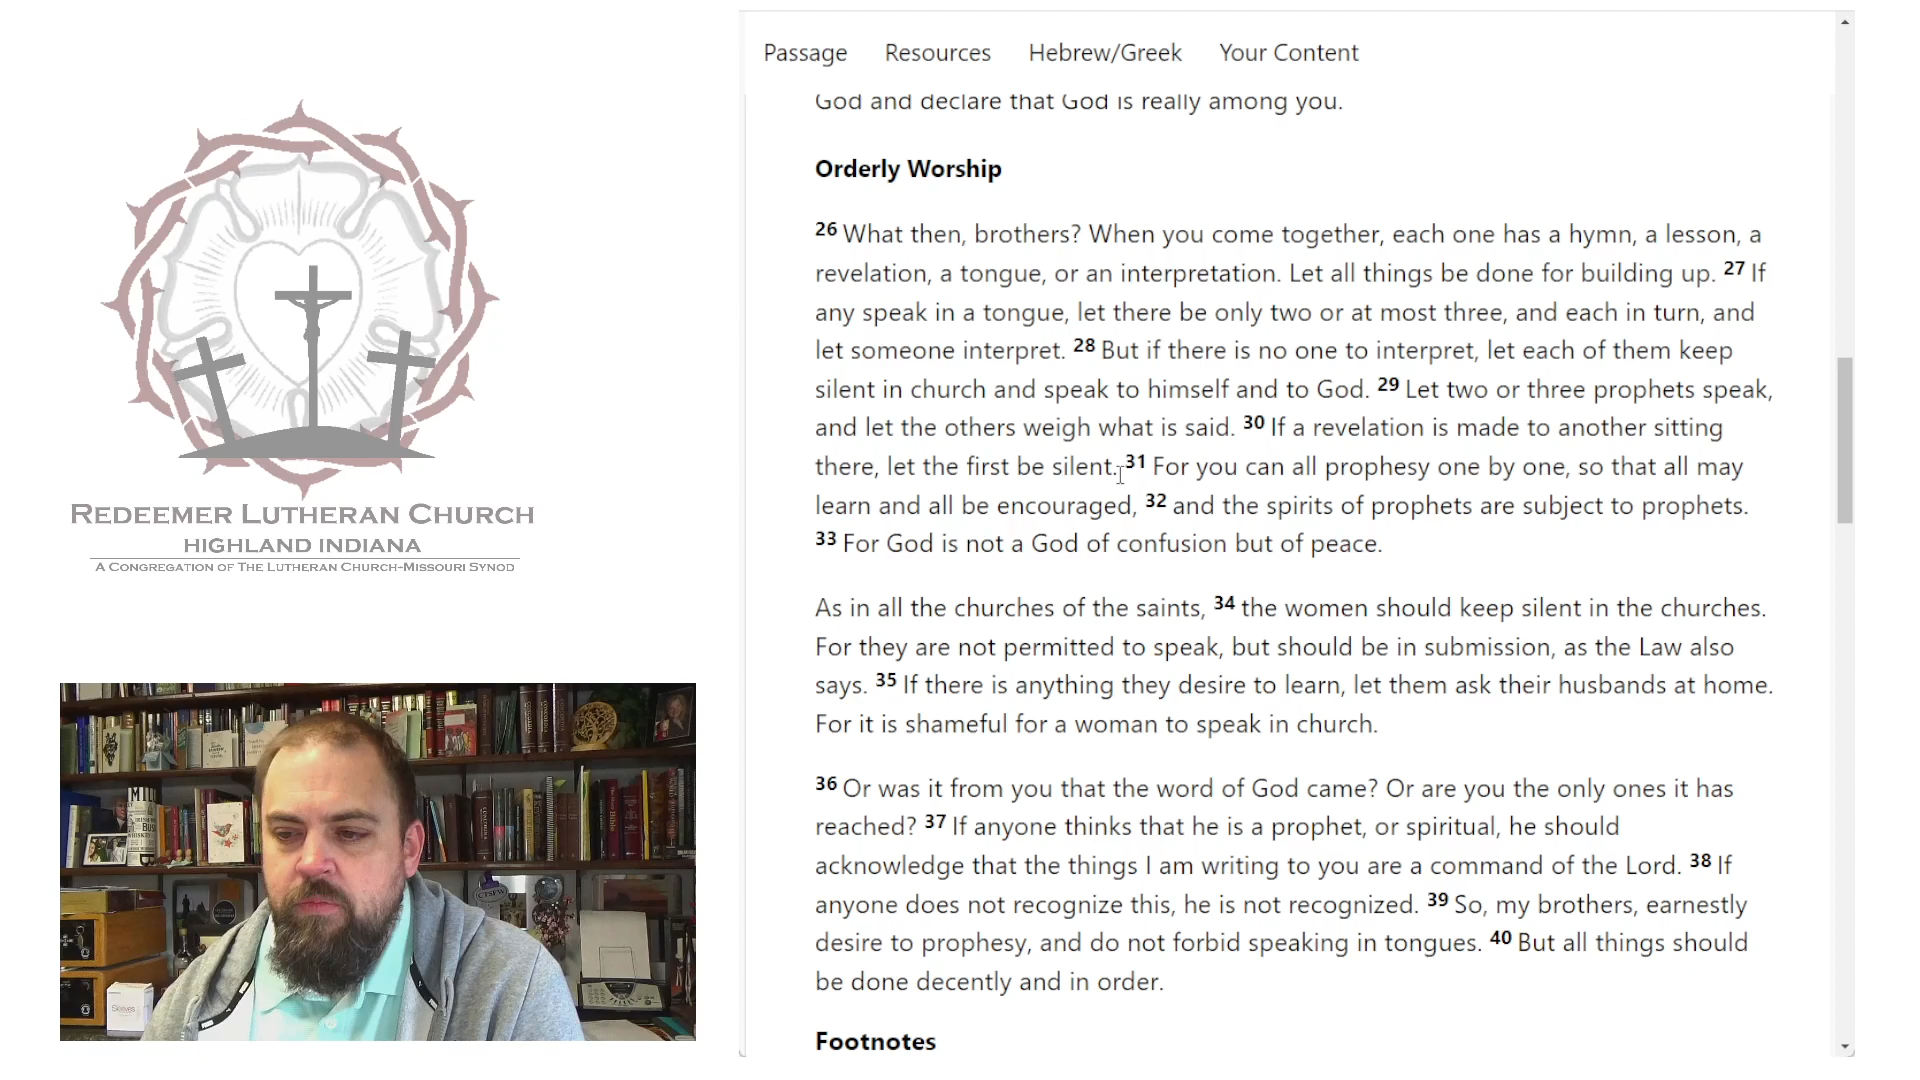 Passage Resources Hebrew/Greek Your Content
God and declare that God is really among you.
Orderly Worship
26 What then, brothers? When you come together, each one has a hymn, a lesson, a
revelation, a tongue, or an interpretation. Let all things be done for building up. 27 If
any speak in a tongue, let there be only two or at most three, and each in turn, and
let someone interpret. 28 But if there is no one to interpret, let each of them keep
silent in church and speak to himself and to God. 29 Let two or three prophets speak,
and let the others weigh what is said. 30 If a revelation is made to another sitting
there, let the first be silent. 31 For you can all prophesy one by one, so that all may
learn and all be encouraged, 32 and the spirits of prophets are subject to prophets.
33 For God is not a God of confusion but of peace.
As in all the churches of the saints, 34 the women should keep silent in the churches.
For they are not permitted to speak, but should be in submission, as the Law also
says. 35 If there is anything they desire to learn, let them ask their husbands at home.
For it is shameful for a woman to speak in church.
36 Or was it from you that the word of God came? Or are you the only ones it has
reached? 37 If anyone thinks that he is a prophet, or spiritual, he should
acknowledge that the things I am writing to you are a command of the Lord. 38 If
anyone does not recognize this, he is not recognized. 39 So, my brothers, earnestly
desire to prophesy, and do not forbid speaking in tongues. 40 But all things should
be done decently and in order.
Footnotes
Redeemer Lutheran Church
Highland Indiana
A Congregation of The Lutheran Church-Missouri Synod
CTSFW